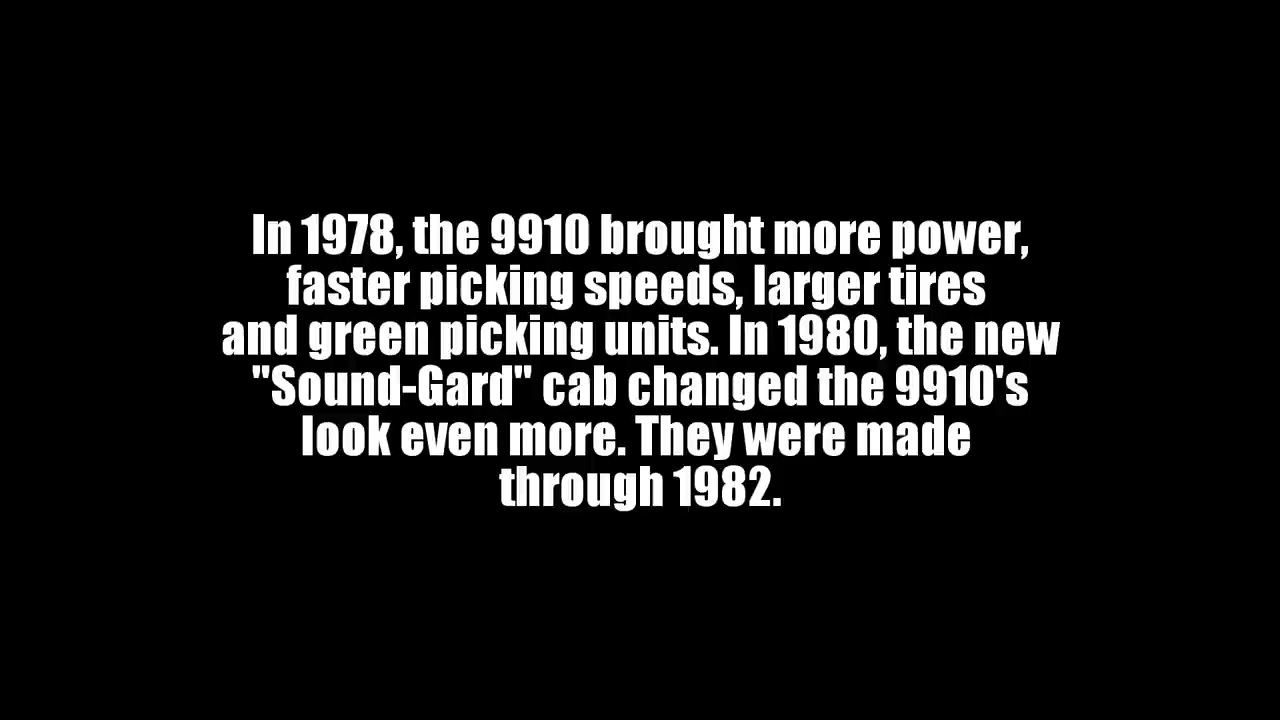 In 1978, the 9910 brought more power,
faster picking speeds, larger tires
and green picking units. In 1980, the new
"Sound-Gard" cab changed the 9910's
look even more. They were made
through 1982.